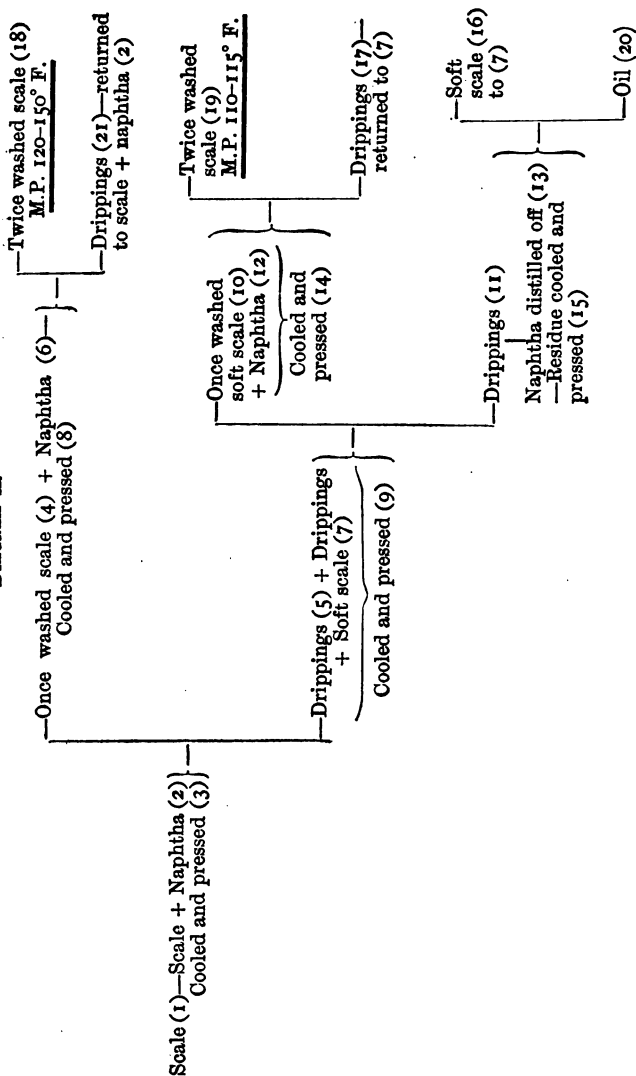 Scale (1)—Scale + Naphtha (2)
Cooled and pressed (3)
—Once washed scale (4) + Naphtha (6)—
Cooled and pressed (8)
—Twice washed scale (18)
M.P. 120–150° F.
—Drippings (21)—returned
to scale + naphtha (2)
—Drippings (5) + Drippings
+ Soft scale (7)
Cooled and pressed (9)
—Once washed
soft scale (10)
+ Naphtha (12)
Cooled and
pressed (14)
—Twice washed
scale (19)
M.P. 110–115° F.
—Drippings (17)—
returned to (7)
—Drippings (11)
Naphtha distilled off (13)
—Residue cooled and
pressed (15)
—Soft
scale (16)
to (7)
—Oil (20)